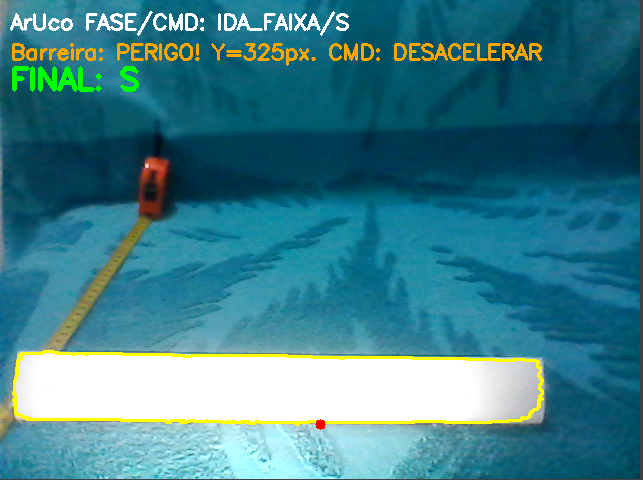 ArUco FASE/CMD: IDA_FAIXA/S
Barreira: PERIGO! Y=325px. CMD: DESACELERAR
FINAL: S